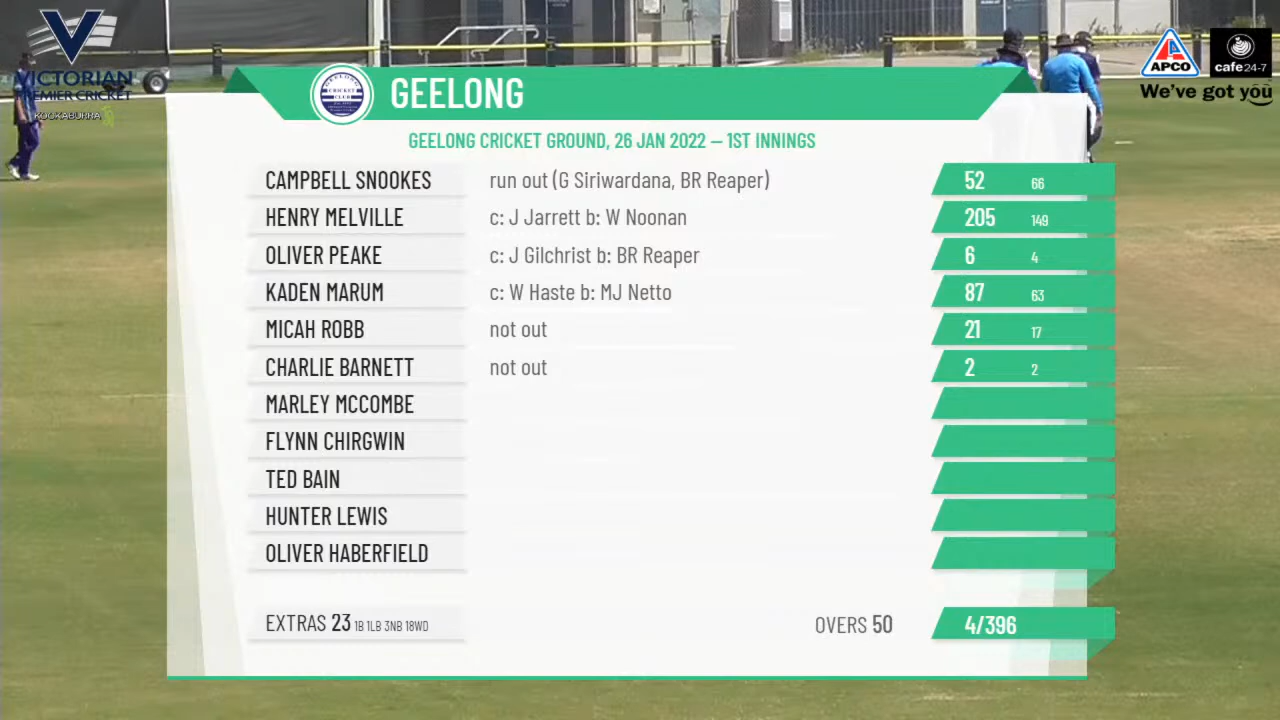 VICTORIAN
PREMIER CRICKET
KOOKABURRA
APCO
cafe24-7
We've got you
GEELONG
CRICKET
CLUB
GEELONG
GEELONG CRICKET GROUND, 26 JAN 2022 – 1ST INNINGS
CAMPBELL SNOOKES run out (G Siriwardana, BR Reaper) 52 66
HENRY MELVILLE c: J Jarrett b: W Noonan 205 149
OLIVER PEAKE c: J Gilchrist b: BR Reaper 6 4
KADEN MARUM c: W Haste b: MJ Netto 87 63
MICAH ROBB not out 21 17
CHARLIE BARNETT not out 2 2
MARLEY MCCOMBE
FLYNN CHIRGWIN
TED BAIN
HUNTER LEWIS
OLIVER HABERFIELD
EXTRAS 23 1B 1LB 3NB 18WD OVERS 50 4/396